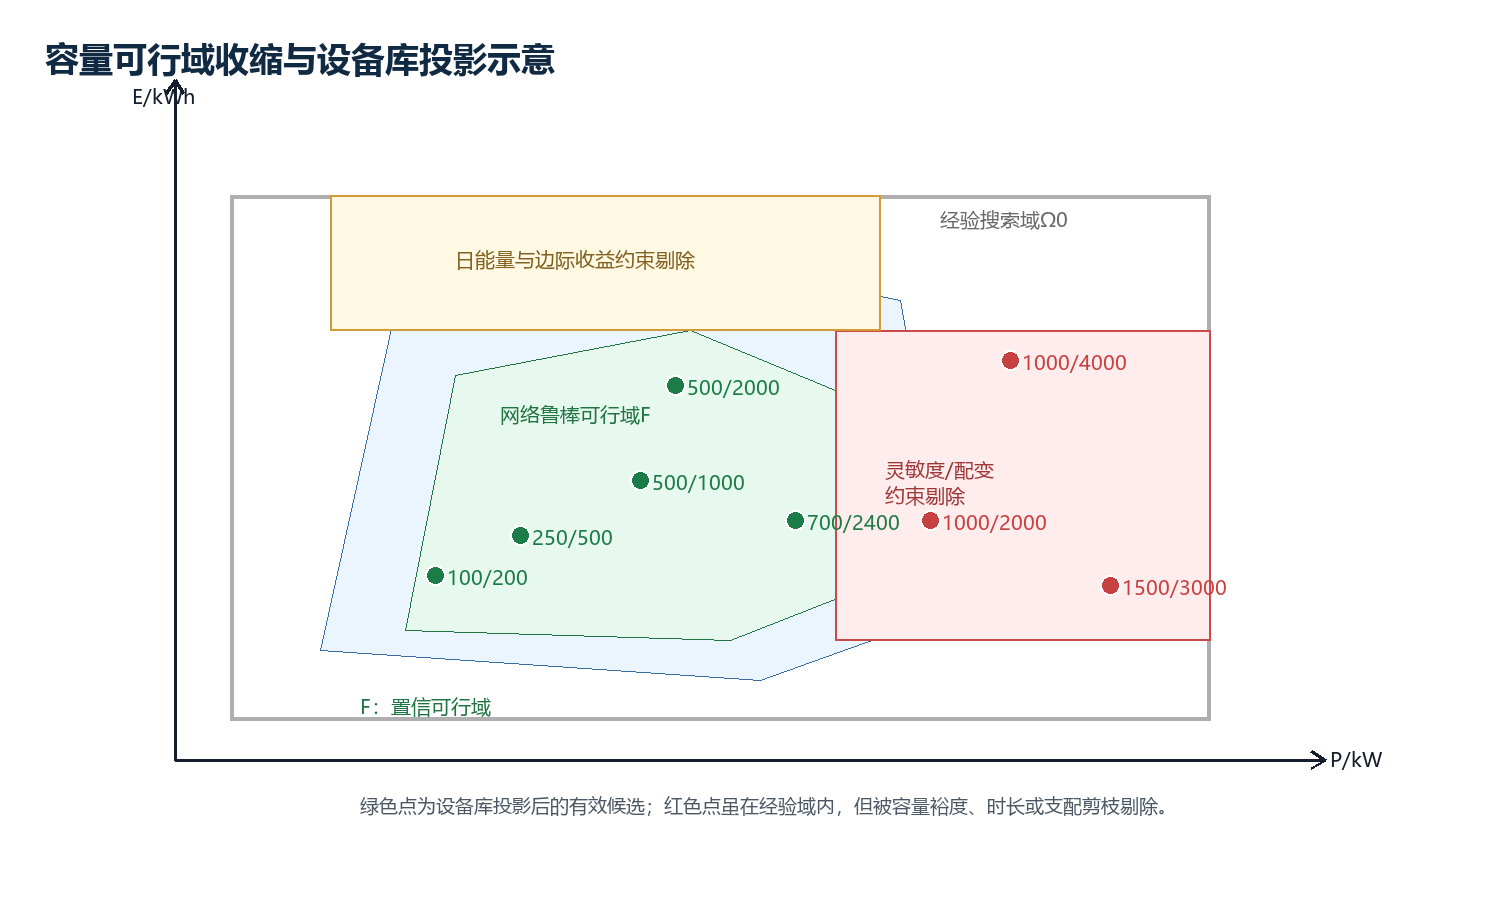 容量可行域收缩与设备库投影示意
E/kWh
经验搜索域Ω0
日能量与边际收益约束剔除
1000/4000
500/2000
网络鲁棒可行域F
灵敏度/配变
约束剔除
500/1000
700/2400
1000/2000
250/500
100/200
1500/3000
F：置信可行域
P/kW
绿色点为设备库投影后的有效候选；红色点虽在经验域内，但被容量裕度、时长或支配剪枝剔除。